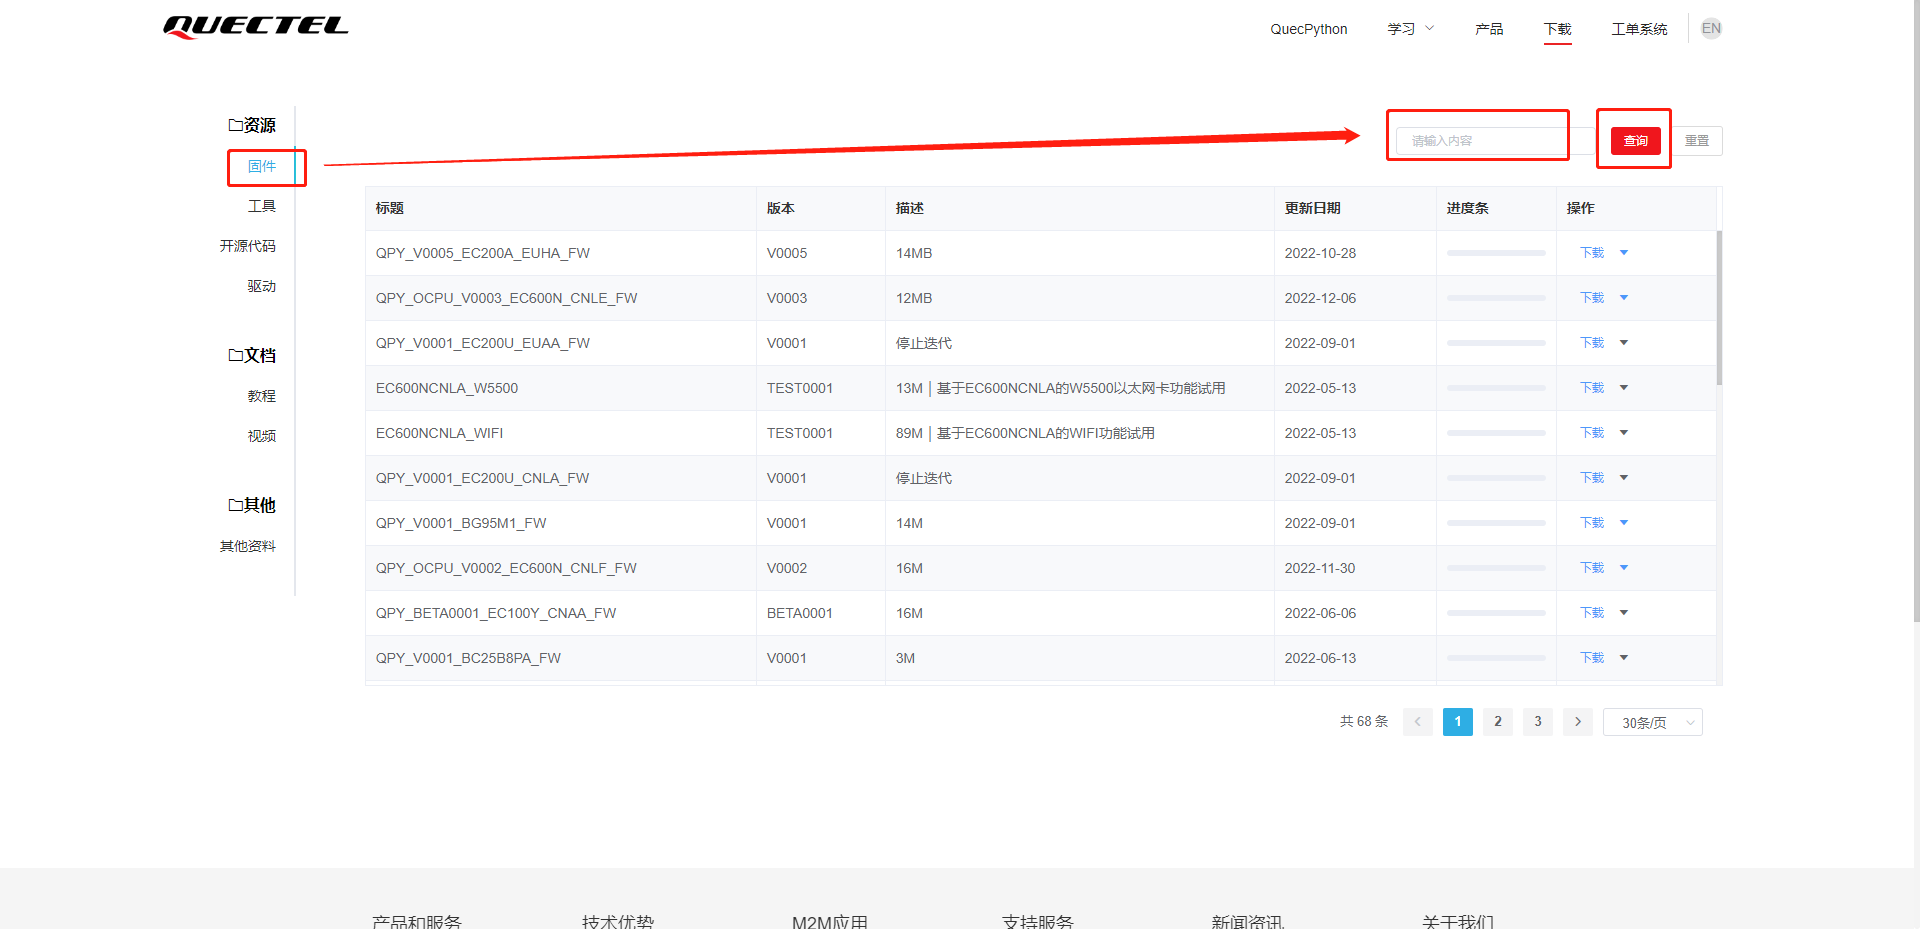 QUECTEL
QuecPython 学习 产品 下载 工单系统 EN
资源
固件
工具
开源代码
驱动
文档
教程
视频
其他
其他资料
请输入内容 查询 重置
标题 版本 描述 更新日期 进度条 操作
QPY_V0005_EC200A_EUHA_FW V0005 14MB 2022-10-28 下载
QPY_OCPU_V0003_EC600N_CNLE_FW V0003 12MB 2022-12-06 下载
QPY_V0001_EC200U_EUAA_FW V0001 停止迭代 2022-09-01 下载
EC600NCNLA_W5500 TEST0001 13M | 基于EC600NCNLA的W5500以太网卡功能试用 2022-05-13 下载
EC600NCNLA_WIFI TEST0001 89M | 基于EC600NCNLA的WIFI功能试用 2022-05-13 下载
QPY_V0001_EC200U_CNLA_FW V0001 停止迭代 2022-09-01 下载
QPY_V0001_BG95M1_FW V0001 14M 2022-09-01 下载
QPY_OCPU_V0002_EC600N_CNLF_FW V0002 16M 2022-11-30 下载
QPY_BETA0001_EC100Y_CNAA_FW BETA0001 16M 2022-06-06 下载
QPY_V0001_BC25B8PA_FW V0001 3M 2022-06-13 下载
共 68 条 < 1 2 3 > 30条/页
产品和服务 技术优势 M2M应用 支持服务 新闻资讯 关于我们